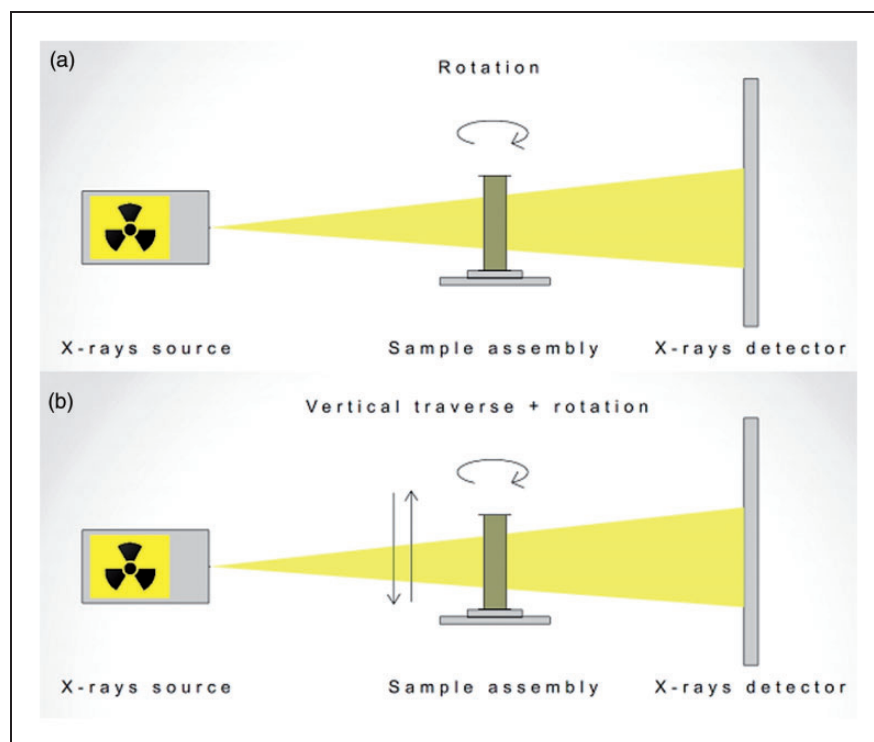 (a)
Rotation
X-rays source Sample assembly X-rays detector
(b)
Vertical traverse + rotation
X-rays source Sample assembly X-rays detector